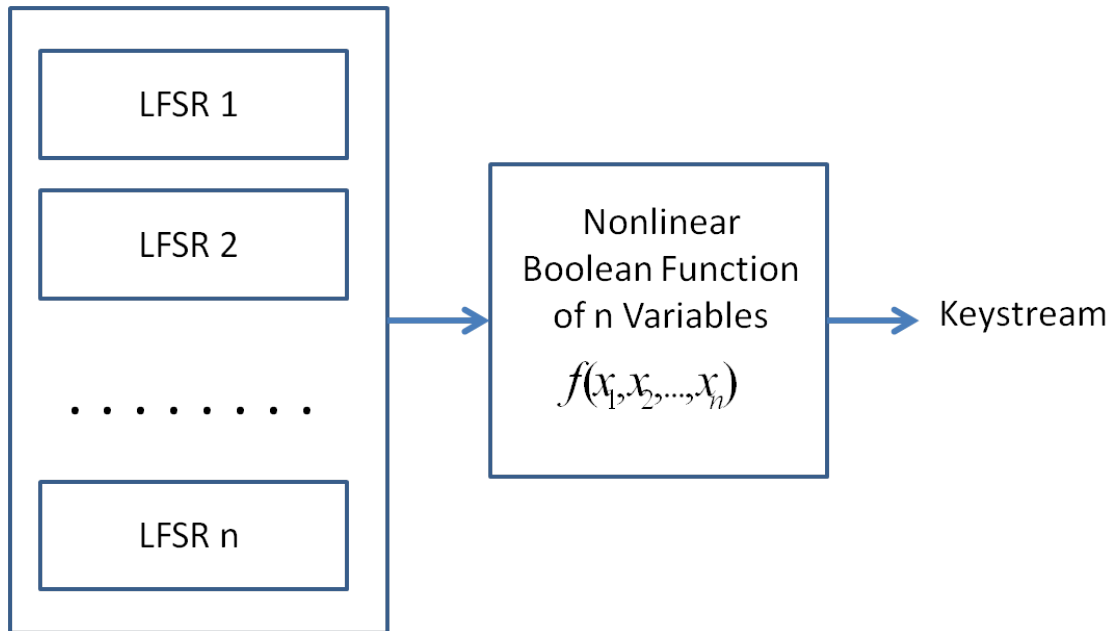 LFSR 1
LFSR 2
. . . . . . . .
LFSR n
Nonlinear
Boolean Function
of n Variables
f(x₁,x₂,...,xₙ)
Keystream